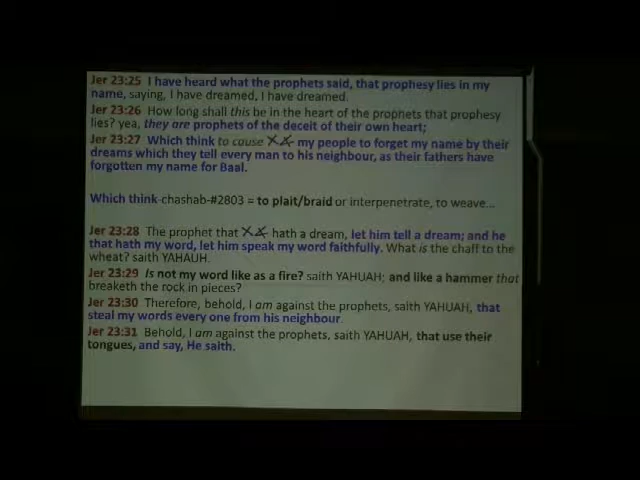 Jer 23:25 I have heard what the prophets said, that prophesy lies in my
name, saying, I have dreamed, I have dreamed.
Jer 23:26 How long shall this be in the heart of the prophets that prophesy
lies? yea, they are prophets of the deceit of their own heart;
Jer 23:27 Which think to cause my people to forget my name by their
dreams which they tell every man to his neighbour, as their fathers have
forgotten my name for Baal.
Which think-chashab-#2803 = to plait/braid or interpenetrate, to weave...
Jer 23:28 The prophet that hath a dream, let him tell a dream; and he
that hath my word, let him speak my word faithfully. What is the chaff to the
wheat? saith YAHAUH.
Jer 23:29 Is not my word like as a fire? saith YAHUAH; and like a hammer that
breaketh the rock in pieces?
Jer 23:30 Therefore, behold, I am against the prophets, saith YAHUAH, that
steal my words every one from his neighbour.
Jer 23:31 Behold, I am against the prophets, saith YAHUAH, that use their
tongues, and say, He saith.